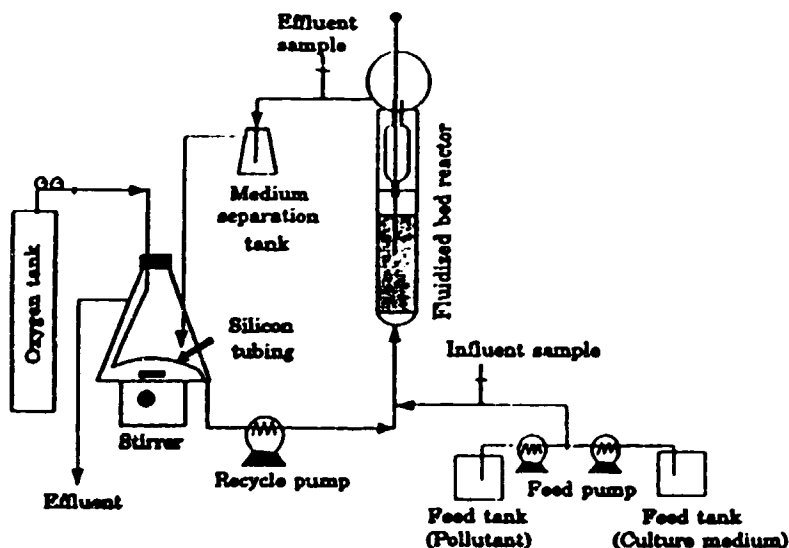 Effluent
sample
Medium
separation
tank
Fluidized bed reactor
Oxygen tank
Silicon
tubing
Influent sample
Stirrer
Recycle pump
Effluent
Feed pump
Feed tank
(Pollutant)
Feed tank
(Culture medium)